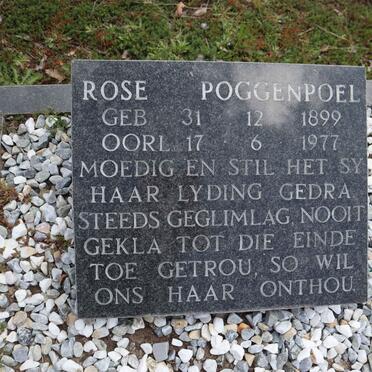 ROSE POGGENPOEL
GEB 31 12 1899
OORL 17 . 6 1977
MOEDIG EN STIL HET SY
HAAR LYDING GEDRA
STEEDS GEGLIMLAG, NOOIT
GEKLA TOT DIE EINDE
TOE GETROU, SO WIL
ONS HAAR ONTHOU.